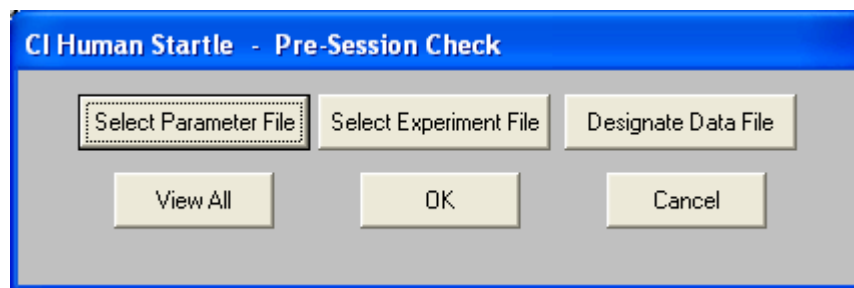 CI Human Startle - Pre-Session Check
Select Parameter File Select Experiment File Designate Data File
View All OK Cancel